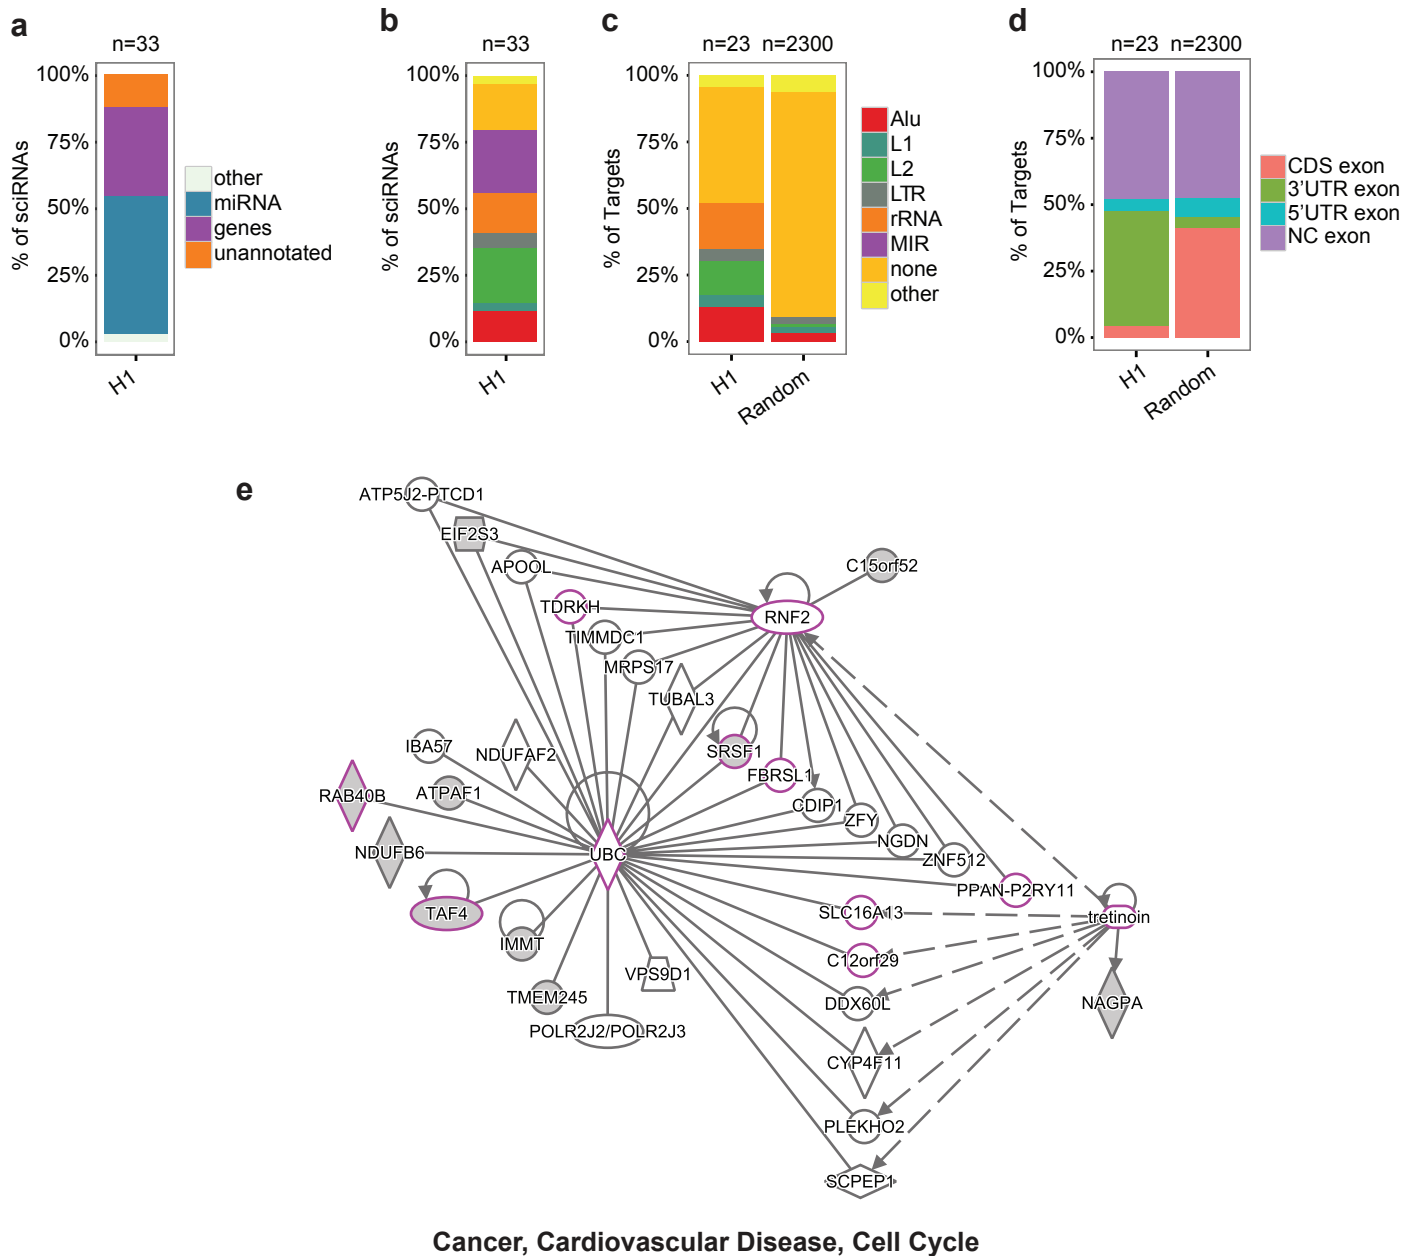 a
n=33
100%
75%
50%
25%
0%
% of sciRNAs
H1
other
miRNA
genes
unannotated
b
n=33
100%
75%
50%
25%
0%
% of sciRNAs
H1
c
n=23 n=2300
100%
75%
50%
25%
0%
% of Targets
H1
Random
Alu
L1
L2
LTR
rRNA
MIR
none
other
d
n=23 n=2300
100%
75%
50%
25%
0%
% of Targets
H1
Random
CDS exon
3'UTR exon
5'UTR exon
NC exon
e
ATP5J2-PTCD1
EIF2S3
APOOL
C15orf52
TDRKH
RNF2
TIMMDC1
MRPS17
TUBAL3
IBA57
NDUFAF2
SRSF1
FBRSL1
RAB40B
ATPAF1
CDIP1
ZFY
NGDN
NDUFB6
UBC
ZNF512
PPAN-P2RY11
TAF4
SLC16A13
tretinoin
IMMT
C12orf29
VPS9D1
TMEM245
DDX60L
NAGPA
POLR2J2/POLR2J3
CYP4F11
PLEKHO2
SCPEP1
Cancer, Cardiovascular Disease, Cell Cycle